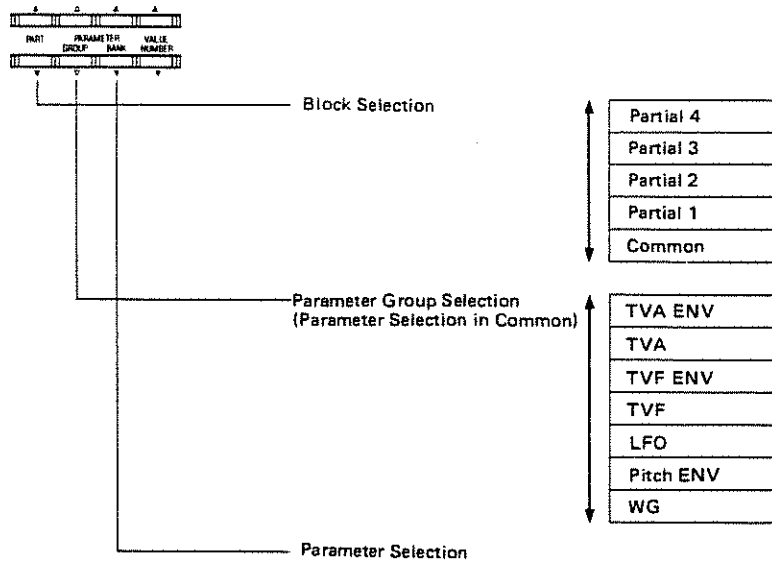 PART
PARAMETER
GROUP
BANK
VALUE
NUMBER
Block Selection
Partial 4
Partial 3
Partial 2
Partial 1
Common
Parameter Group Selection
(Parameter Selection in Common)
TVA ENV
TVA
TVF ENV
TVF
LFO
Pitch ENV
WG
Parameter Selection